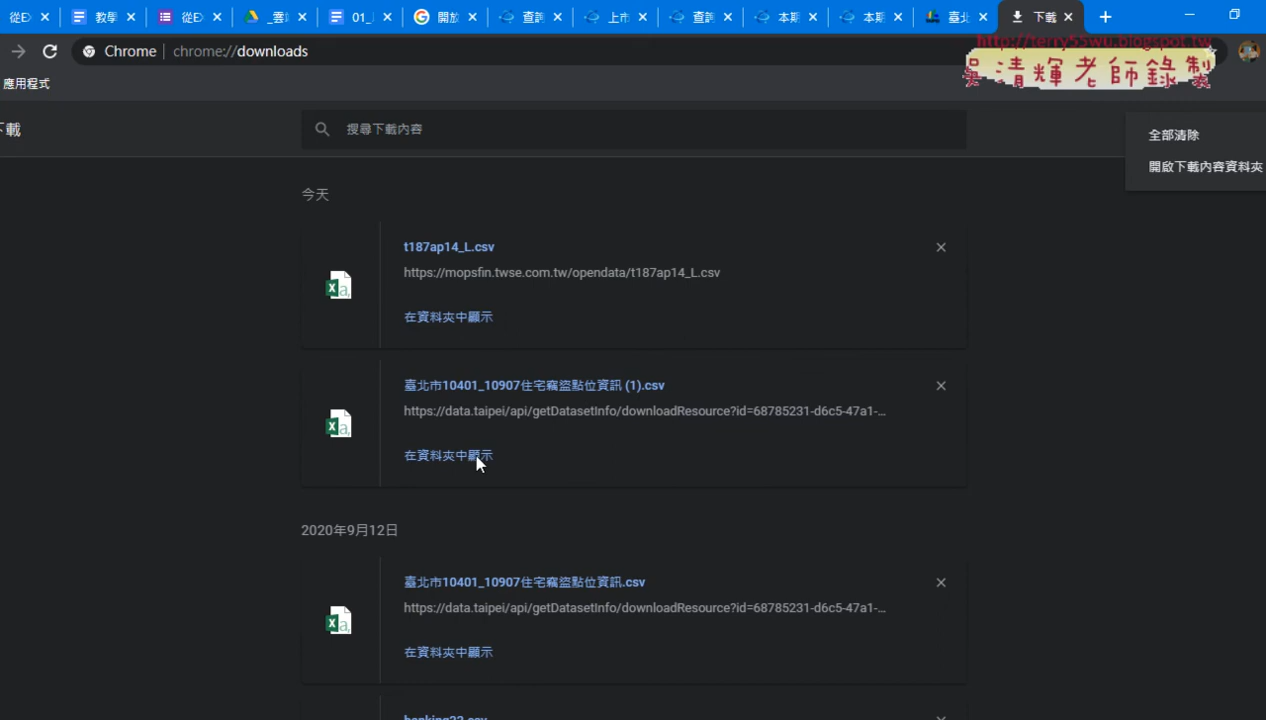 從EX
教學
從EX
_雲端
01_
開放
查詢
上市
查詢
本期
本期
臺北
下載
Chrome
chrome://downloads
http://terry55wu.blogspot.tw
吳清輝老師錄製
應用程式
下載
搜尋下載內容
全部清除
開啟下載內容資料夾
今天
t187ap14_L.csv
https://mopsfin.twse.com.tw/opendata/t187ap14_L.csv
在資料夾中顯示
臺北市10401_10907住宅竊盜點位資訊 (1).csv
https://data.taipei/api/getDatasetInfo/downloadResource?id=68785231-d6c5-47a1-...
在資料夾中顯示
2020年9月12日
臺北市10401_10907住宅竊盜點位資訊.csv
https://data.taipei/api/getDatasetInfo/downloadResource?id=68785231-d6c5-47a1-...
在資料夾中顯示